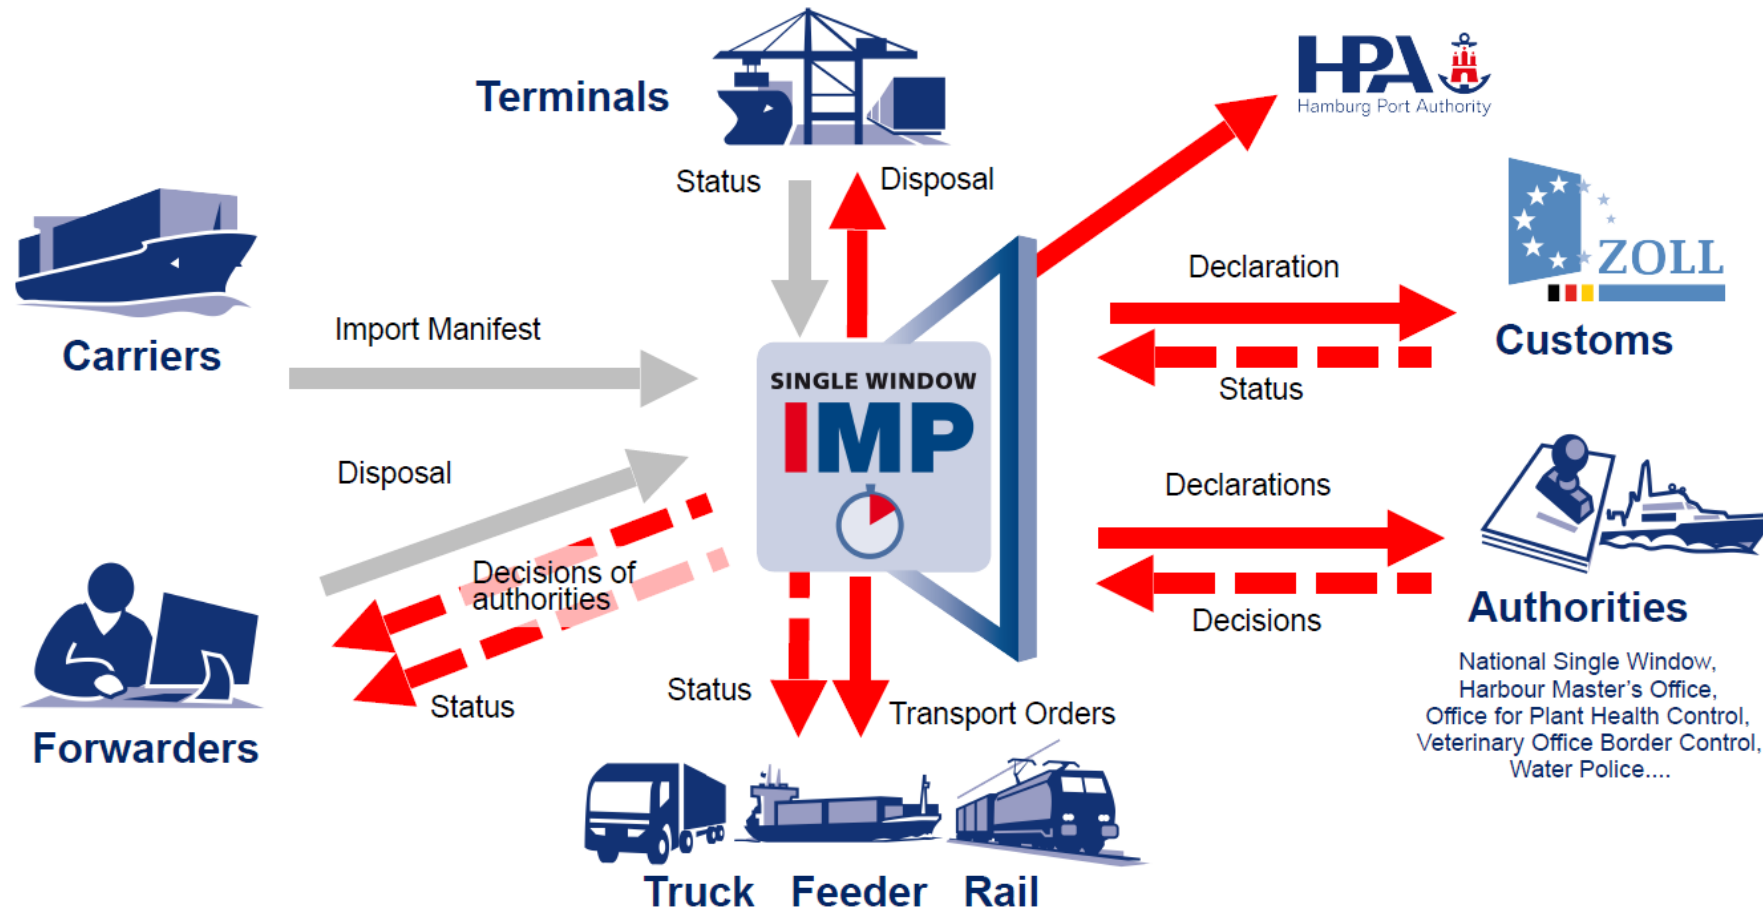 Terminals
HPA
Hamburg Port Authority
Status
Disposal
ZOLL
Declaration
Customs
Status
Import Manifest
Carriers
SINGLE WINDOW
IMP
Disposal
Declarations
Decisions of
authorities
Decisions
Authorities
National Single Window,
Harbour Master's Office,
Office for Plant Health Control,
Veterinary Office Border Control,
Water Police....
Status
Forwarders
Status
Transport Orders
Truck Feeder Rail